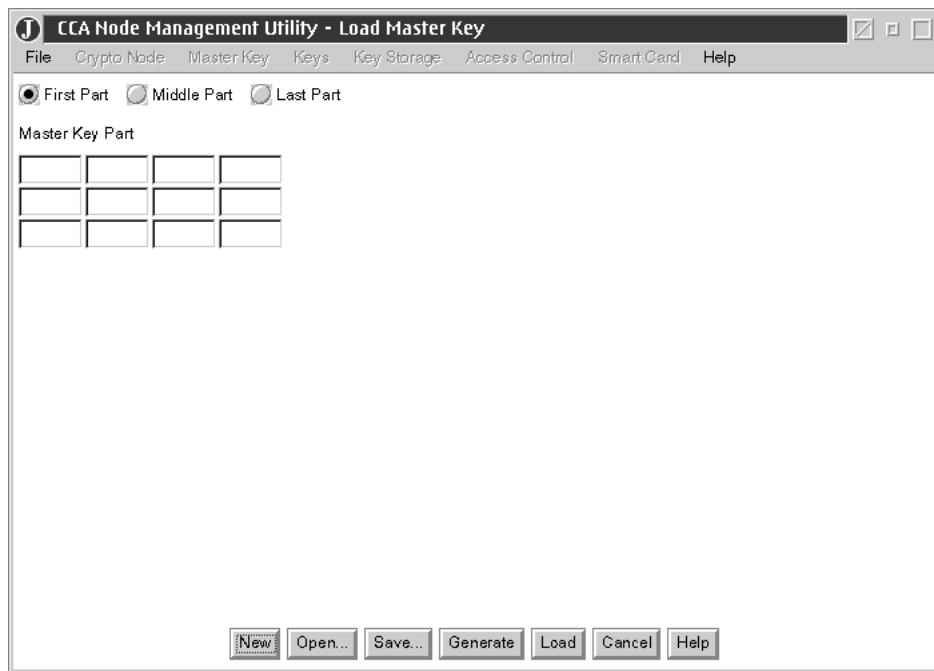 J CCA Node Management Utility - Load Master Key
File Crypto Node Master Key Keys Key Storage Access Control Smart Card Help
First Part Middle Part Last Part
Master Key Part
New Open... Save... Generate Load Cancel Help